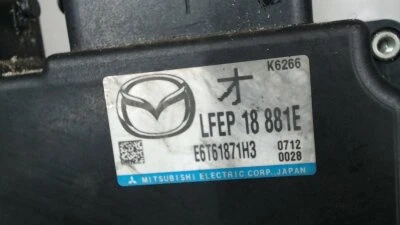 K6266
オ
LFEP 18 881E
E6T61871H3 0712
0028
MITSUBISHI ELECTRIC CORP. JAPAN